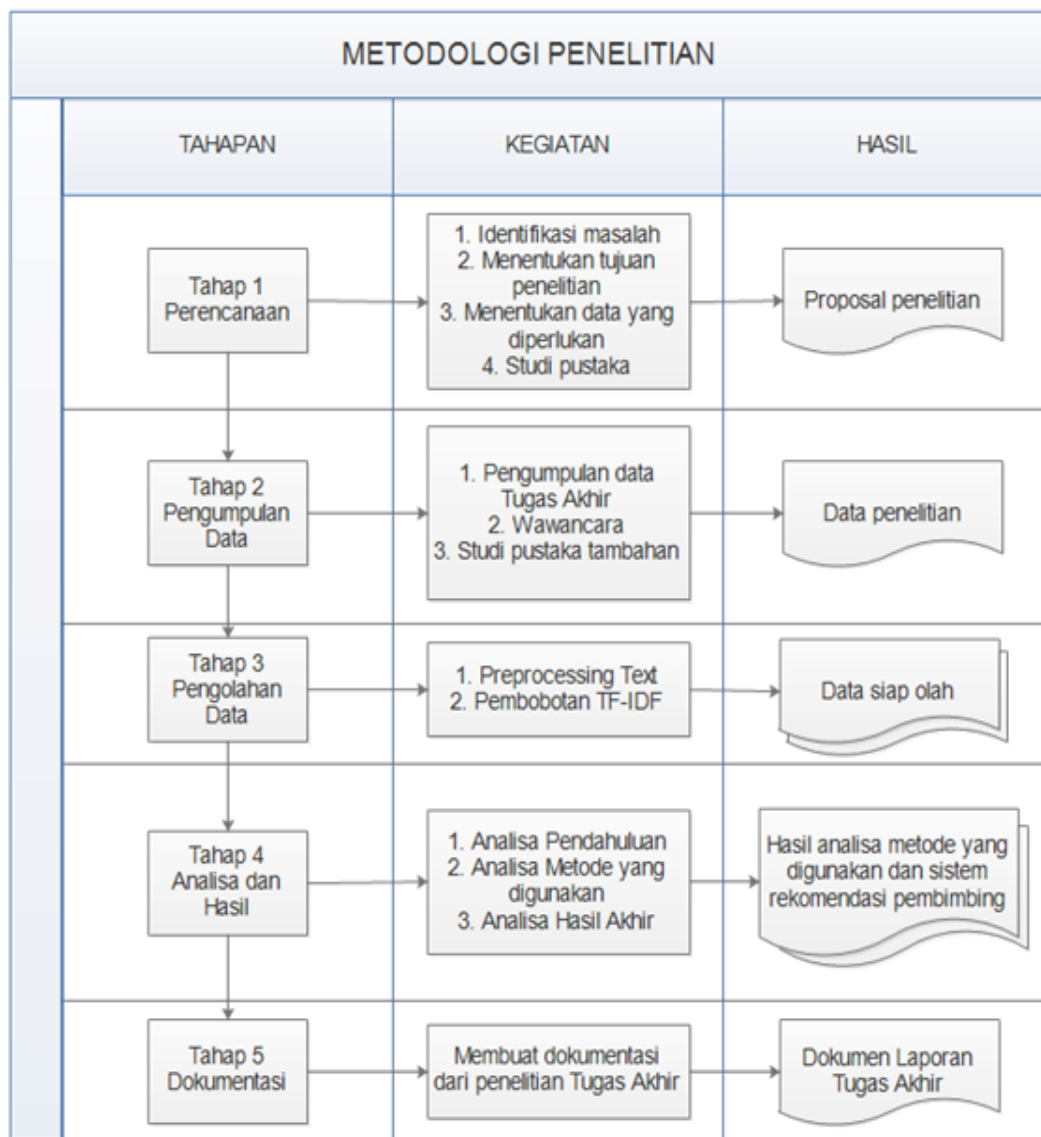 METODOLOGI PENELITIAN
TAHAPAN
KEGIATAN
HASIL
Tahap 1
Perencanaan
1. Identifikasi masalah
2. Menentukan tujuan
penelitian
3. Menentukan data yang
diperlukan
4. Studi pustaka
Proposal penelitian
Tahap 2
Pengumpulan
Data
1. Pengumpulan data
Tugas Akhir
2. Wawancara
3. Studi pustaka tambahan
Data penelitian
Tahap 3
Pengolahan
Data
1. Preprocessing Text
2. Pembobotan TF-IDF
Data siap olah
Tahap 4
Analisa dan
Hasil
1. Analisa Pendahuluan
2. Analisa Metode yang
digunakan
3. Analisa Hasil Akhir
Hasil analisa metode yang
digunakan dan sistem
rekomendasi pembimbing
Tahap 5
Dokumentasi
Membuat dokumentasi
dari penelitian Tugas Akhir
Dokumen Laporan
Tugas Akhir